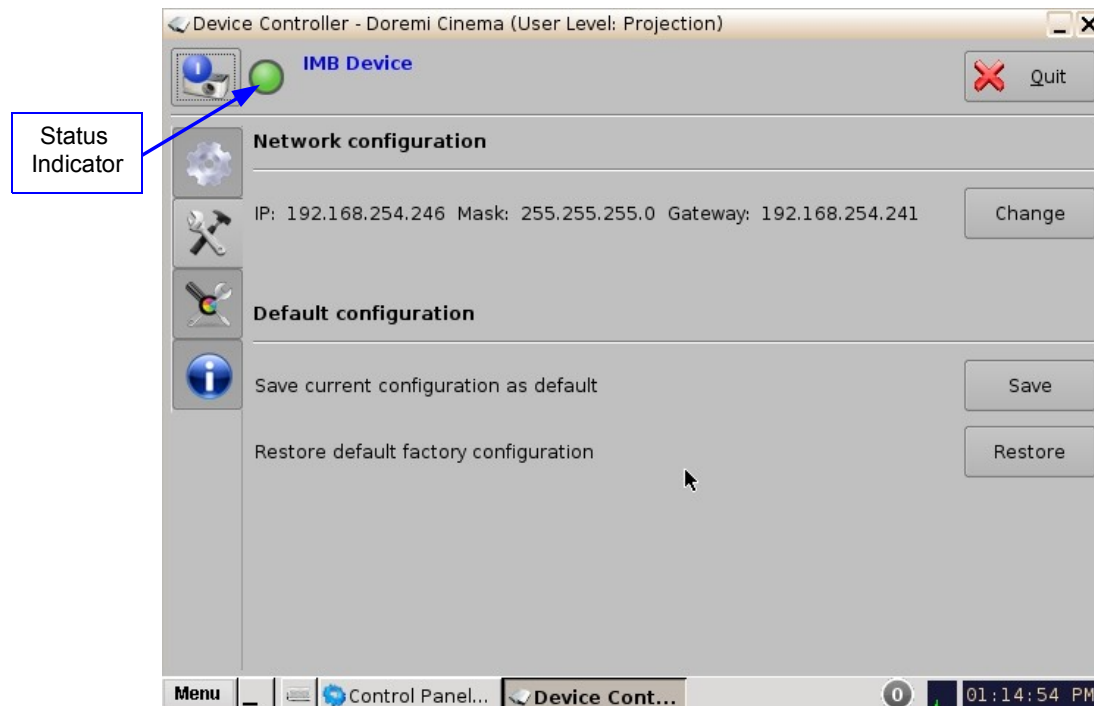 Device Controller - Doremi Cinema (User Level: Projection)
IMB Device
Quit
Status
Indicator
Network configuration
IP: 192.168.254.246 Mask: 255.255.255.0 Gateway: 192.168.254.241
Change
Default configuration
Save current configuration as default
Save
Restore default factory configuration
Restore
Menu
Control Panel...
Device Cont...
0
01:14:54 PM